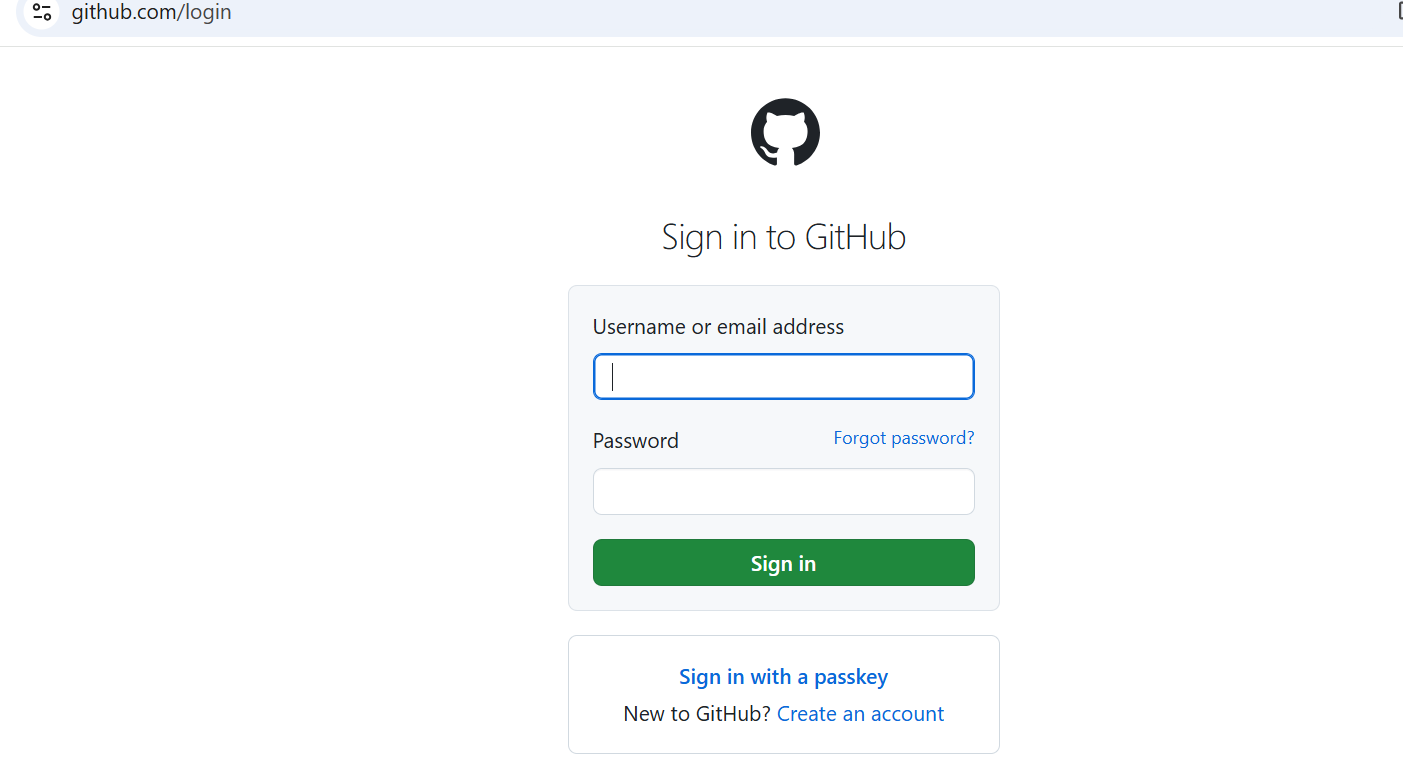 github.com/login
Sign in to GitHub
Username or email address
Password
Forgot password?
Sign in
Sign in with a passkey
New to GitHub? Create an account